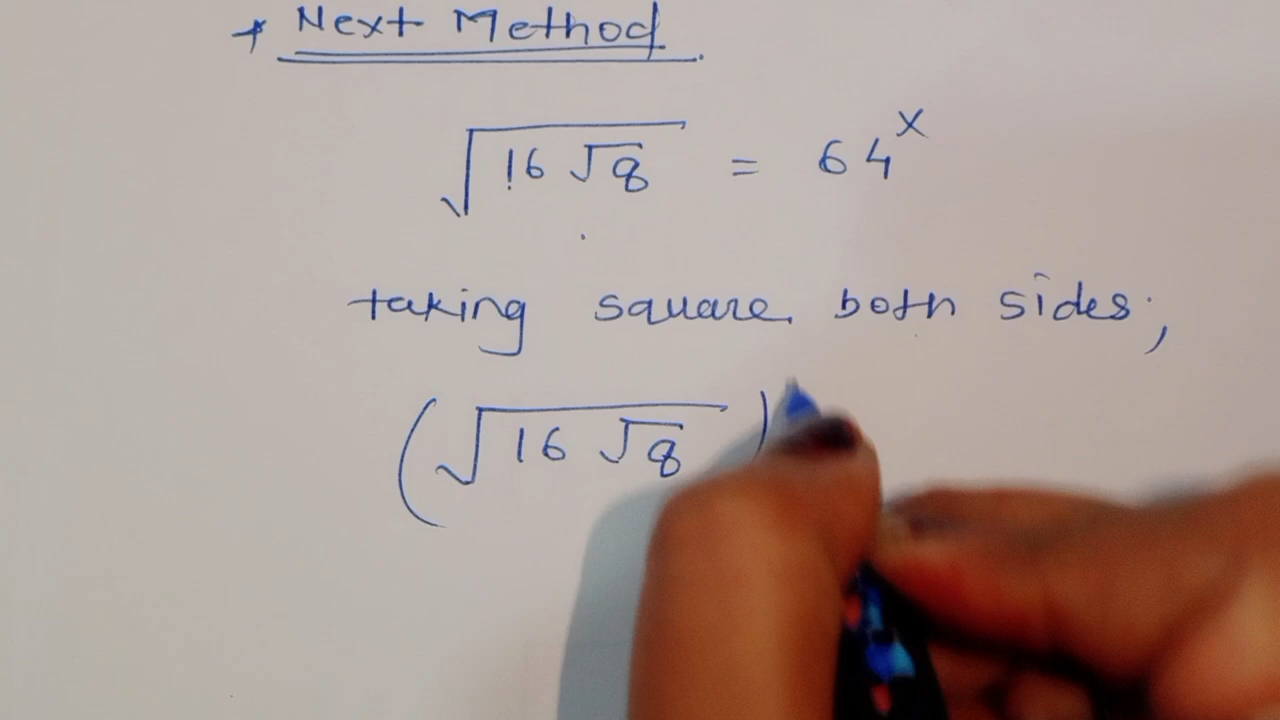 * Next Method
√(16√8) = 64^x
taking square both sides;
(√(16√8))